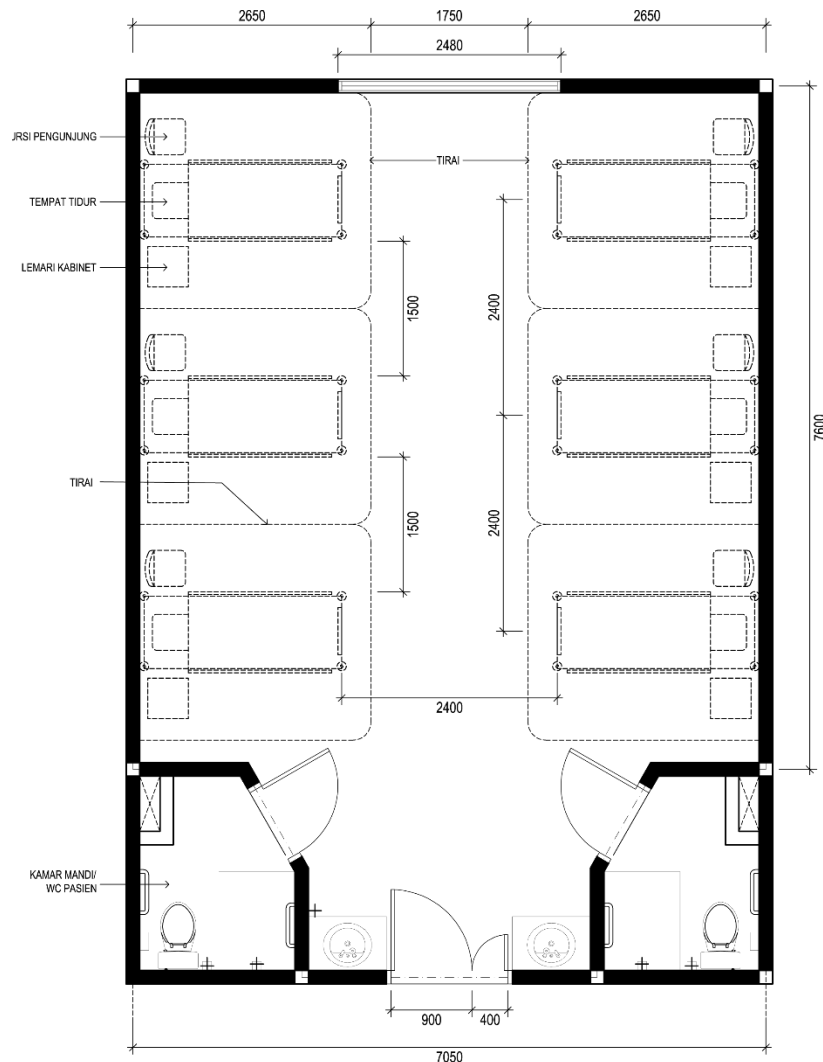 2650
1750
2650
2480
JRSI PENGUNJUNG
TIRAI
TEMPAT TIDUR
LEMARI KABINET
1500
2400
7600
TIRAI
1500
2400
2400
KAMAR MANDI/
WC PASIEN
900
400
7050